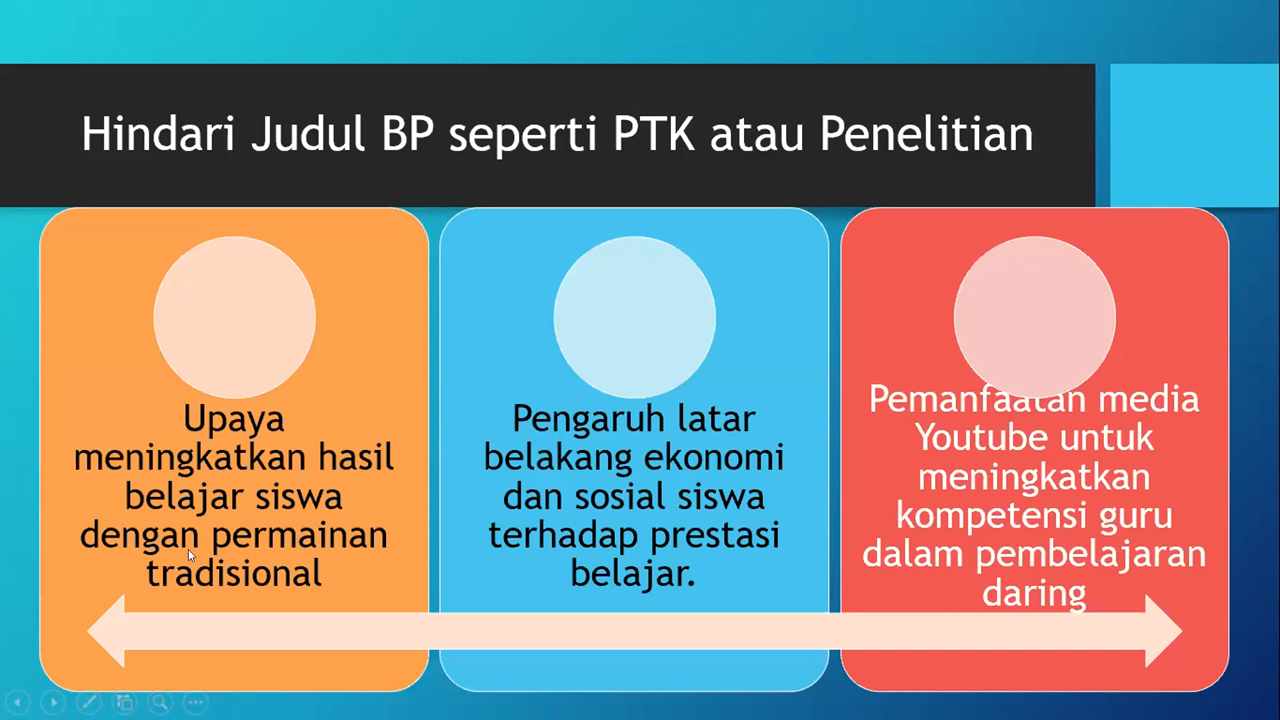 Hindari Judul BP seperti PTK atau Penelitian
Upaya
meningkatkan hasil
belajar siswa
dengan permainan
tradisional
Pengaruh latar
belakang ekonomi
dan sosial siswa
terhadap prestasi
belajar.
Pemanfaatan media
Youtube untuk
meningkatkan
kompetensi guru
dalam pembelajaran
daring